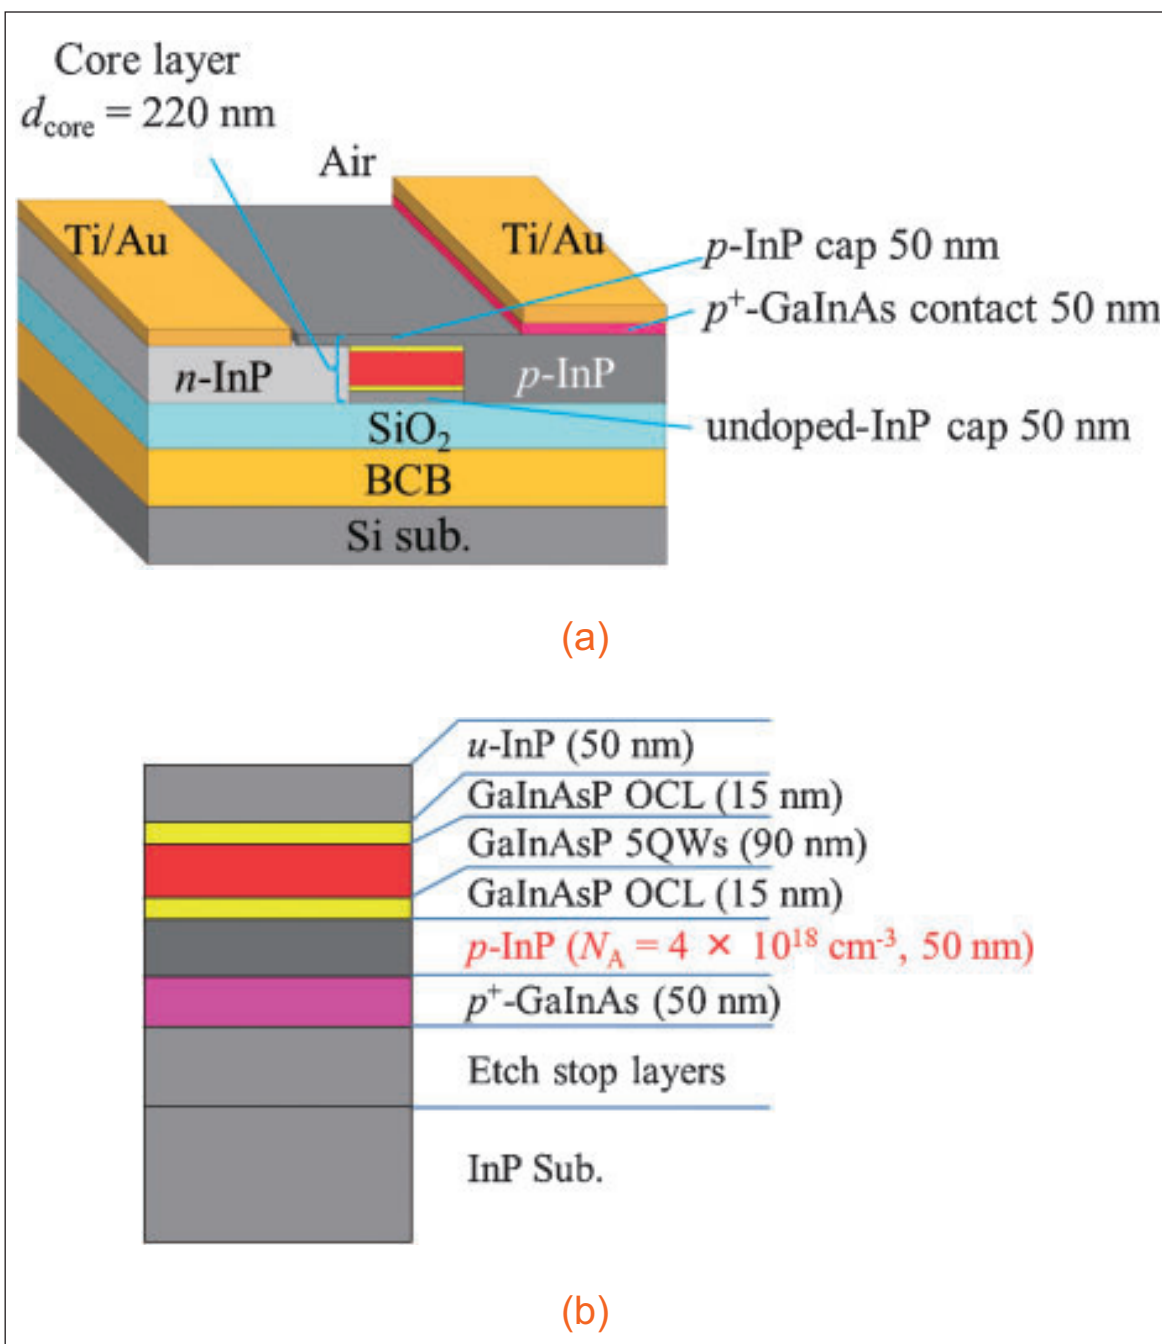 Core layer
d_core = 220 nm
Air
Ti/Au
Ti/Au
p-InP cap 50 nm
p⁺-GaInAs contact 50 nm
n-InP
p-InP
SiO₂
undoped-InP cap 50 nm
BCB
Si sub.
(a)
u-InP (50 nm)
GaInAsP OCL (15 nm)
GaInAsP 5QWs (90 nm)
GaInAsP OCL (15 nm)
p-InP (N_A = 4 × 10¹⁸ cm⁻³, 50 nm)
p⁺-GaInAs (50 nm)
Etch stop layers
InP Sub.
(b)